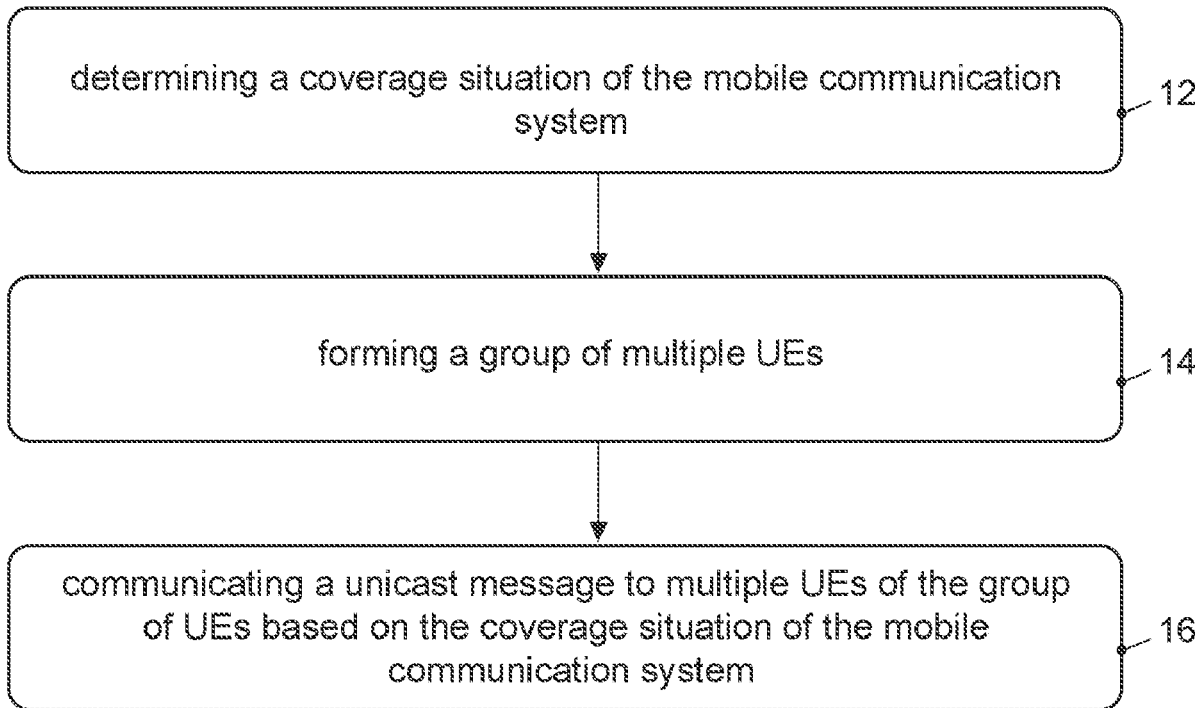 determining a coverage situation of the mobile communication
system
12
forming a group of multiple UEs
14
communicating a unicast message to multiple UEs of the group
of UEs based on the coverage situation of the mobile
communication system
16